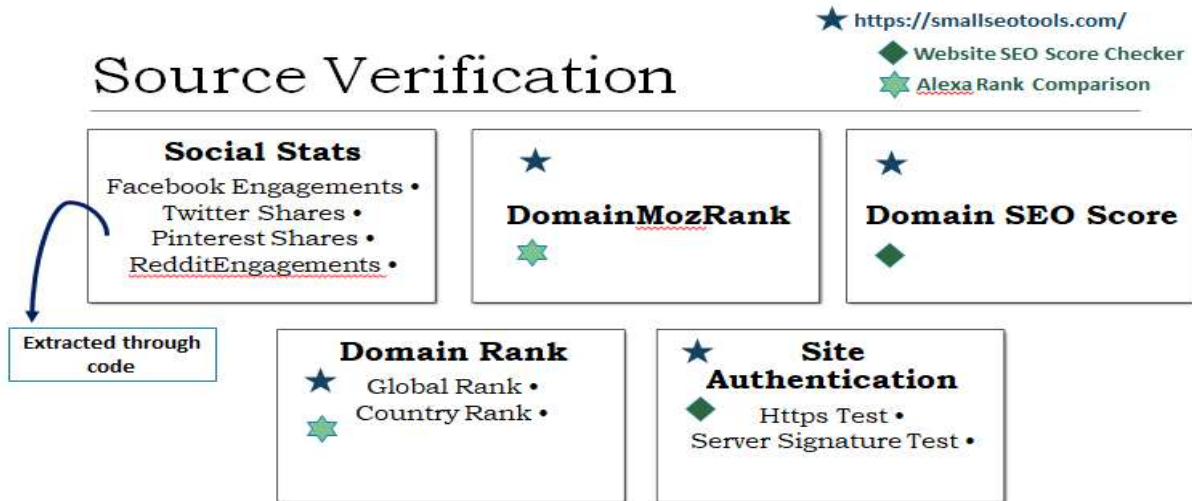 https://smallseotools.com/
Website SEO Score Checker
Alexa Rank Comparison
Source Verification
Social Stats
Facebook Engagements •
Twitter Shares •
Pinterest Shares •
RedditEngagements •
DomainMozRank
Domain SEO Score
Extracted through
code
Domain Rank
Global Rank •
Country Rank •
Site
Authentication
Https Test •
Server Signature Test •